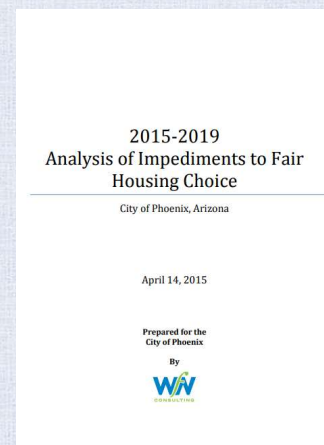 2015-2019
Analysis of Impediments to Fair
Housing Choice
City of Phoenix, Arizona
April 14, 2015
Prepared for the
City of Phoenix
By
WFN
CONSULTING